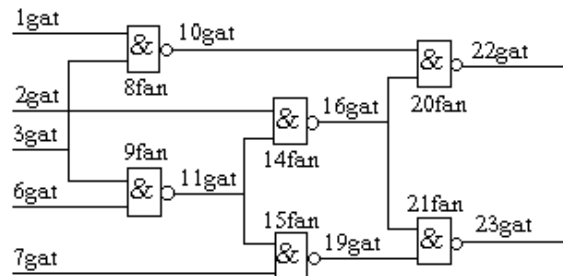 1gat
10gat
22gat
&
&
8fan
20fan
2gat
16gat
&
3gat
14fan
9fan
11gat
&
6gat
15fan
21fan
23gat
&
19gat
&
7gat